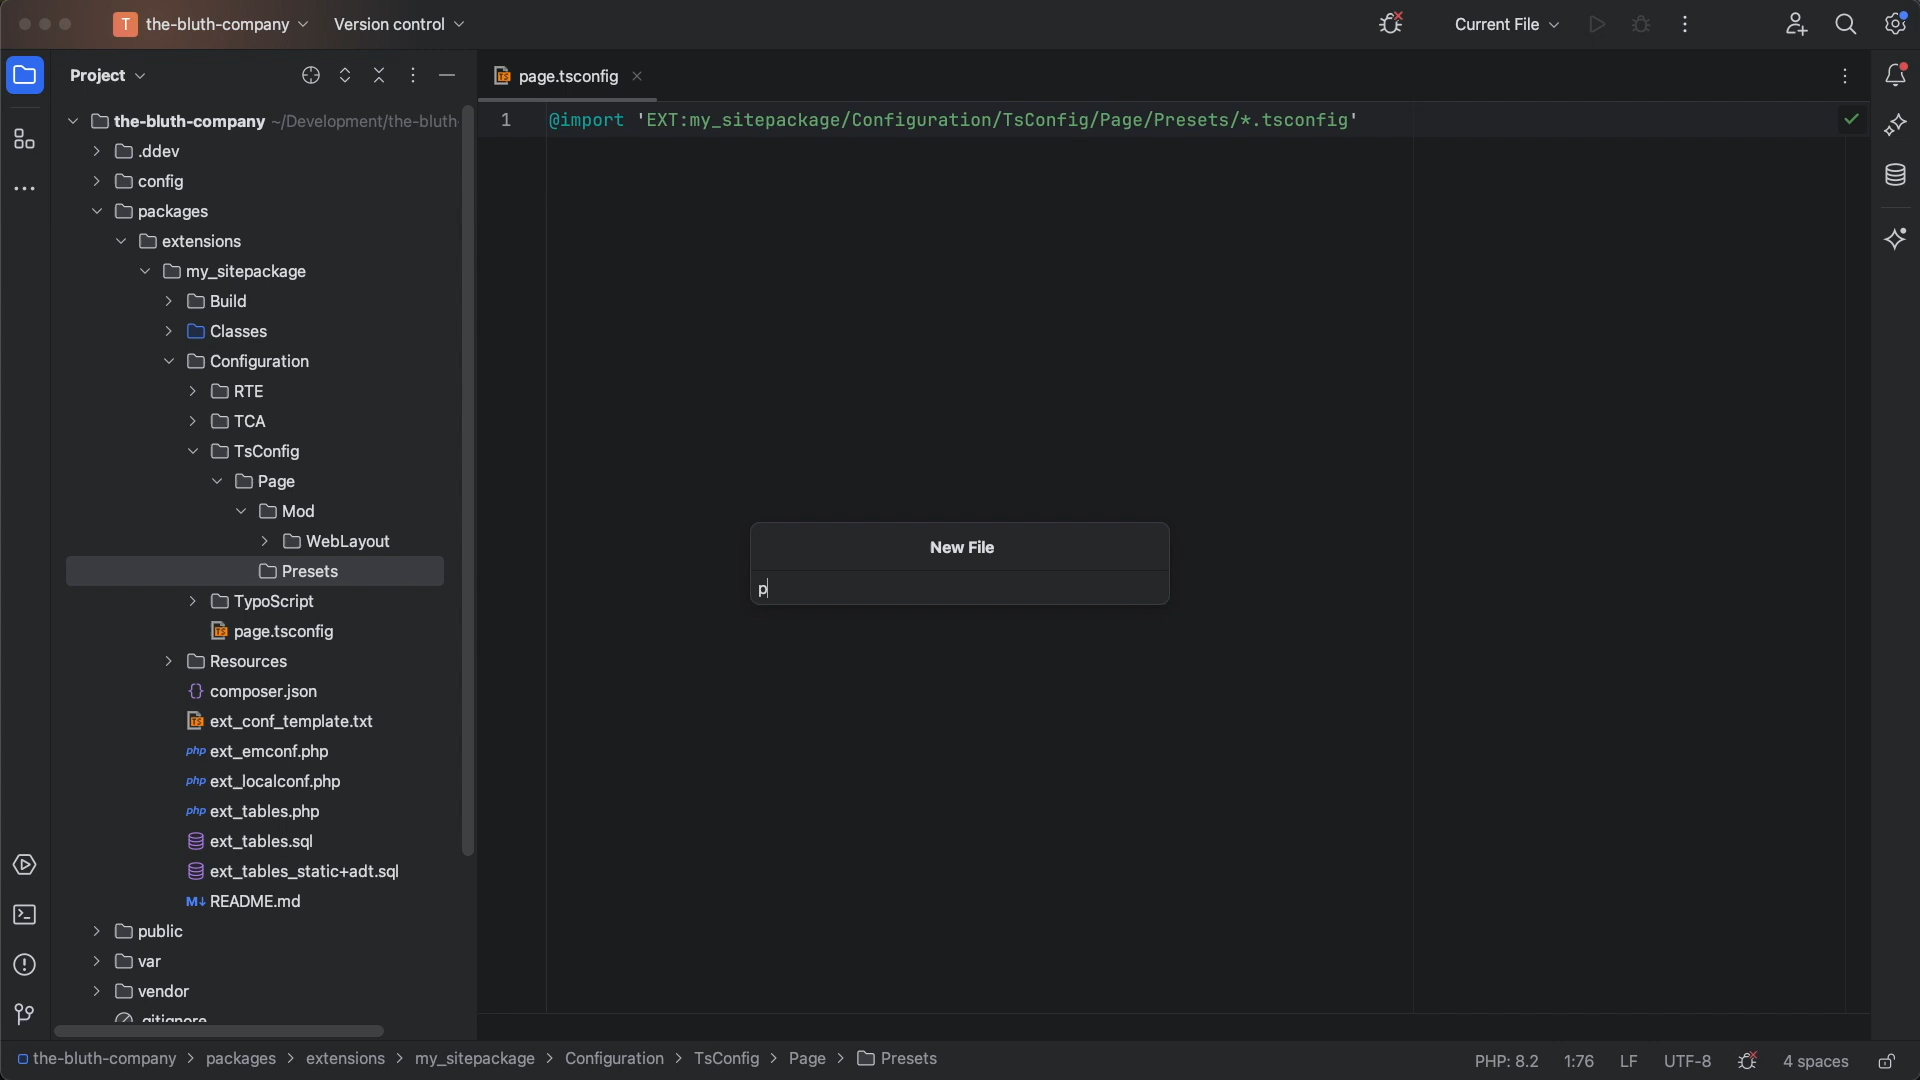 T the-bluth-company Version control Current File
Project
page.tsconfig
the-bluth-company ~/Development/the-bluth-
1 @import 'EXT:my_sitepackage/Configuration/TsConfig/Page/Presets/*.tsconfig'
.ddev
config
packages
extensions
my_sitepackage
Build
Classes
Configuration
RTE
TCA
TsConfig
Page
Mod
WebLayout
Presets
TypoScript
page.tsconfig
Resources
composer.json
ext_conf_template.txt
php ext_emconf.php
php ext_localconf.php
php ext_tables.php
ext_tables.sql
ext_tables_static+adt.sql
M↓ README.md
public
var
vendor
.gitignore
New File
p
the-bluth-company > packages > extensions > my_sitepackage > Configuration > TsConfig > Page > Presets
PHP: 8.2 1:76 LF UTF-8 4 spaces